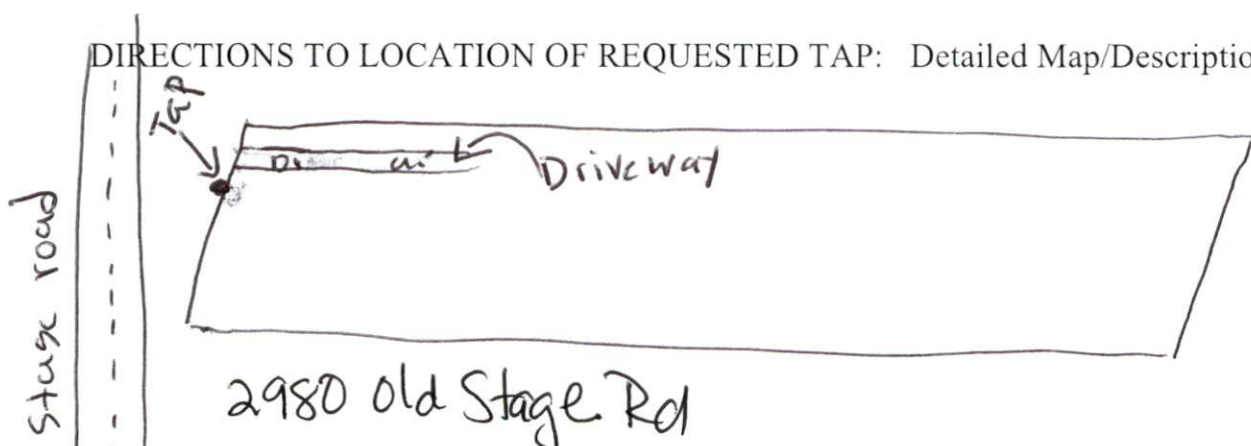 DIRECTIONS TO LOCATION OF REQUESTED TAP: Detailed Map/Descriptio
Tap
Driveway
Stage road
2980 Old Stage Rd